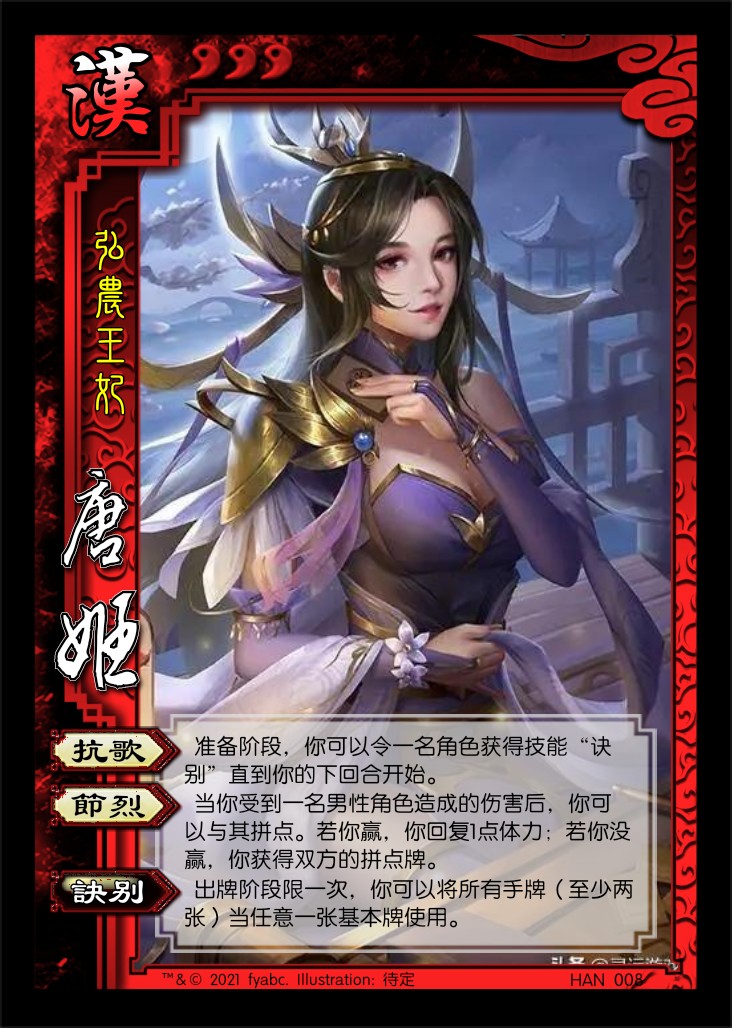 漢
弘農王妃
唐姬
抗歌
准备阶段，你可以令一名角色获得技能“诀
别”直到你的下回合开始。
節烈
当你受到一名男性角色造成的伤害后，你可
以与其拼点。若你赢，你回复1点体力；若你没
赢，你获得双方的拼点牌。
訣别
出牌阶段限一次，你可以将所有手牌（至少两
张）当任意一张基本牌使用。
™&© 2021 fyabc. Illustration: 待定
HAN 008